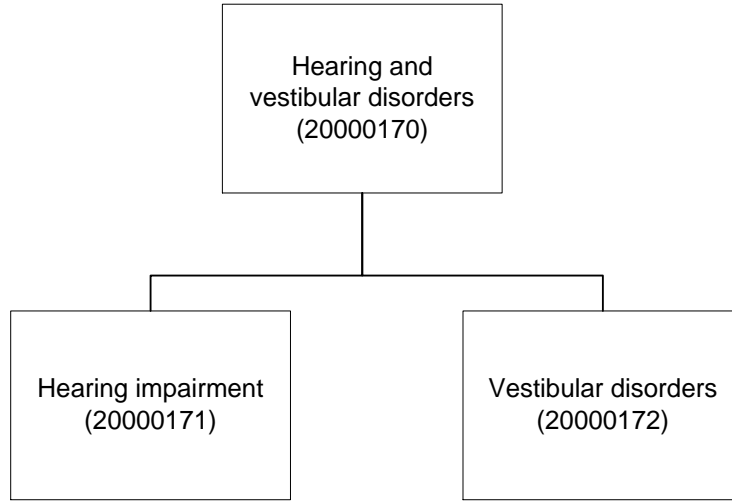 Hearing and
vestibular disorders
(20000170)
Hearing impairment
(20000171)
Vestibular disorders
(20000172)